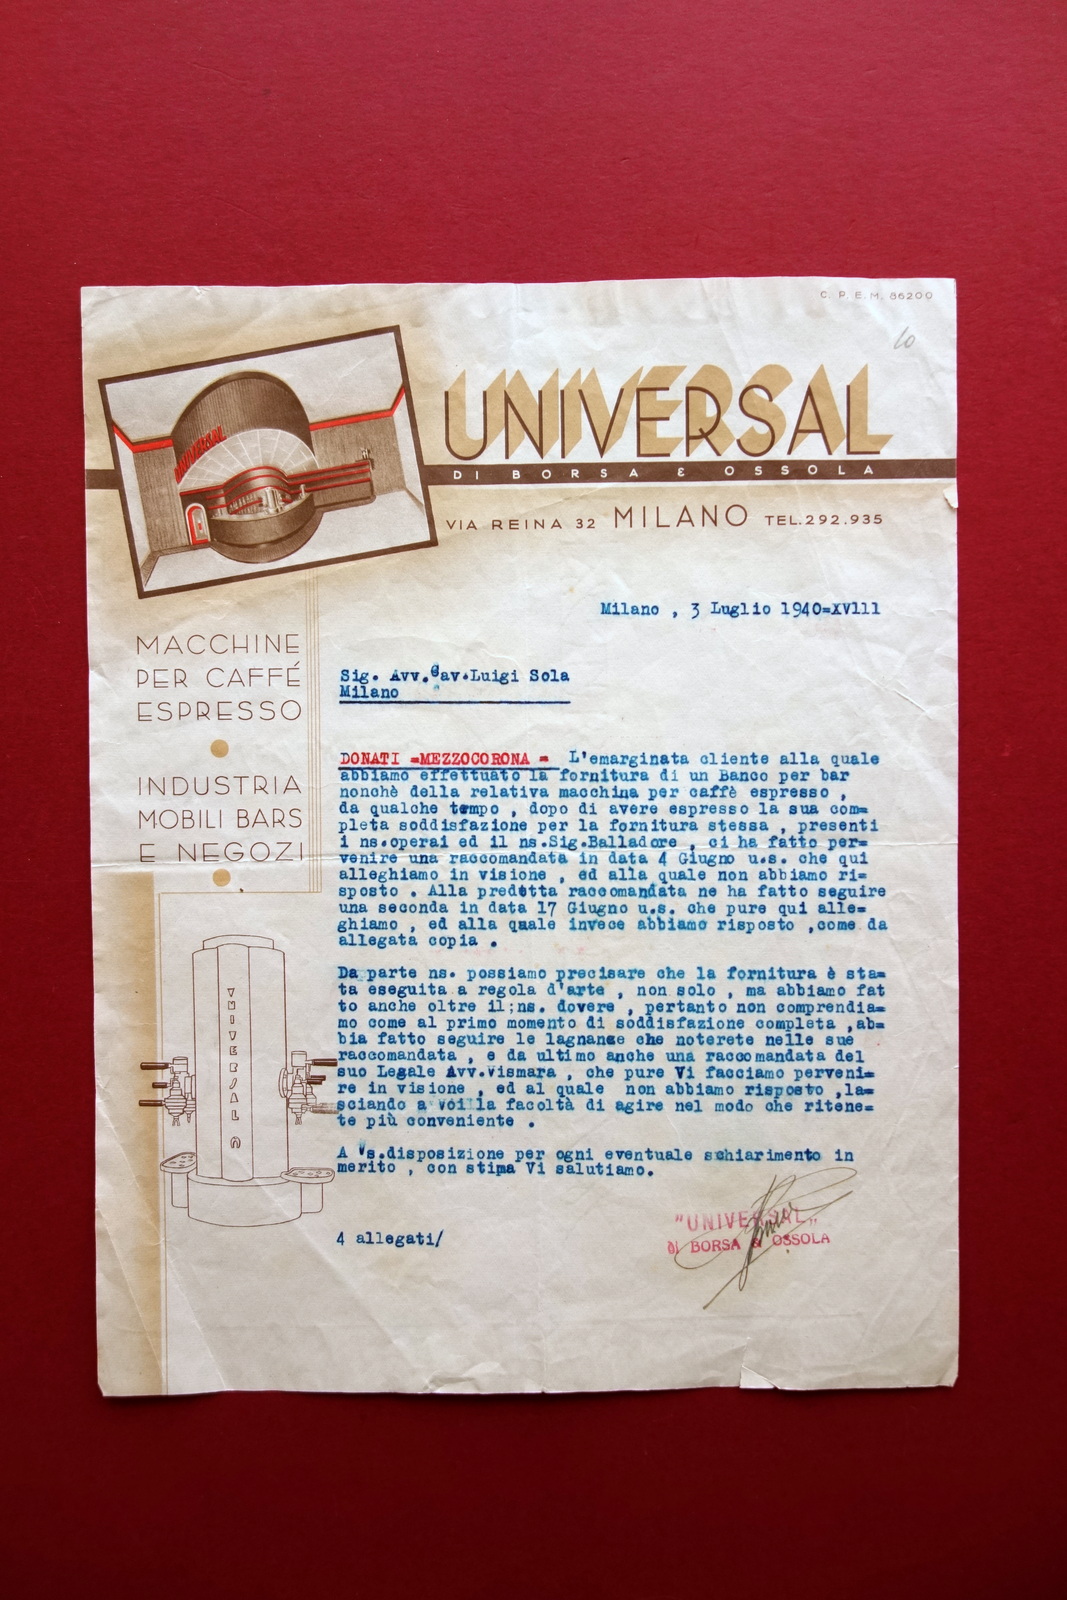 C. P. E. M. 86200
10
UNIVERSAL
UNIVERSAL
DI BORSA & OSSOLA
VIA REINA 32 MILANO TEL.292.935
Milano , 3 Luglio 1940=XVlll
MACCHINE
PER CAFFÉ
ESPRESSO
INDUSTRIA
MOBILI BARS
E NEGOZI
Sig. Avv.Cav.Luigi Sola
Milano
DONATI =MEZZOCORONA = L'emarginata cliente alla quale
abbiamo effettuato la fornitura di un Banco per bar
nonchè della relativa macchina per caffè espresso ,
da qualche tempo , dopo di avere espresso la sua com=
pleta soddisfazione per la fornitura stessa , presenti
i ns.operai ed il ns.Sig.Balladore , ci ha fatto per=
venire una raccomandata in data 4 Giugno u.s. che qui
alleghiamo in visione , ed alla quale non abbiamo ri=
sposto . Alla predetta raccomandata ne ha fatto seguire
una seconda in data 17 Giugno u.s. che pure qui alle=
ghiamo , ed alla quale invece abbiamo risposto ,come da
allegata copia .
Da parte ns. possiamo precisare che la fornitura è sta=
ta eseguita a regola d'arte , non solo , ma abbiamo fat
to anche oltre il;ns. dovere , pertanto non comprendia=
mo come al primo momento di soddisfazione completa ,ab=
bia fatto seguire le lagnanse che noterete nelle sue
raccomandata , e da ultimo anche una raccomandata del
suo Legale Avv.Vismara , che pure Vi facciamo perveni=
re in visione , ed al quale non abbiamo risposto ,la=
sciando a Voi la facoltà di agire nel modo che ritene=
te più conveniente .
A Vs.disposizione per ogni eventuale schiarimento in
merito , con stima Vi salutiamo.
UNIVERSAL
4 allegati/
"UNIVERSAL"
di BORSA & OSSOLA